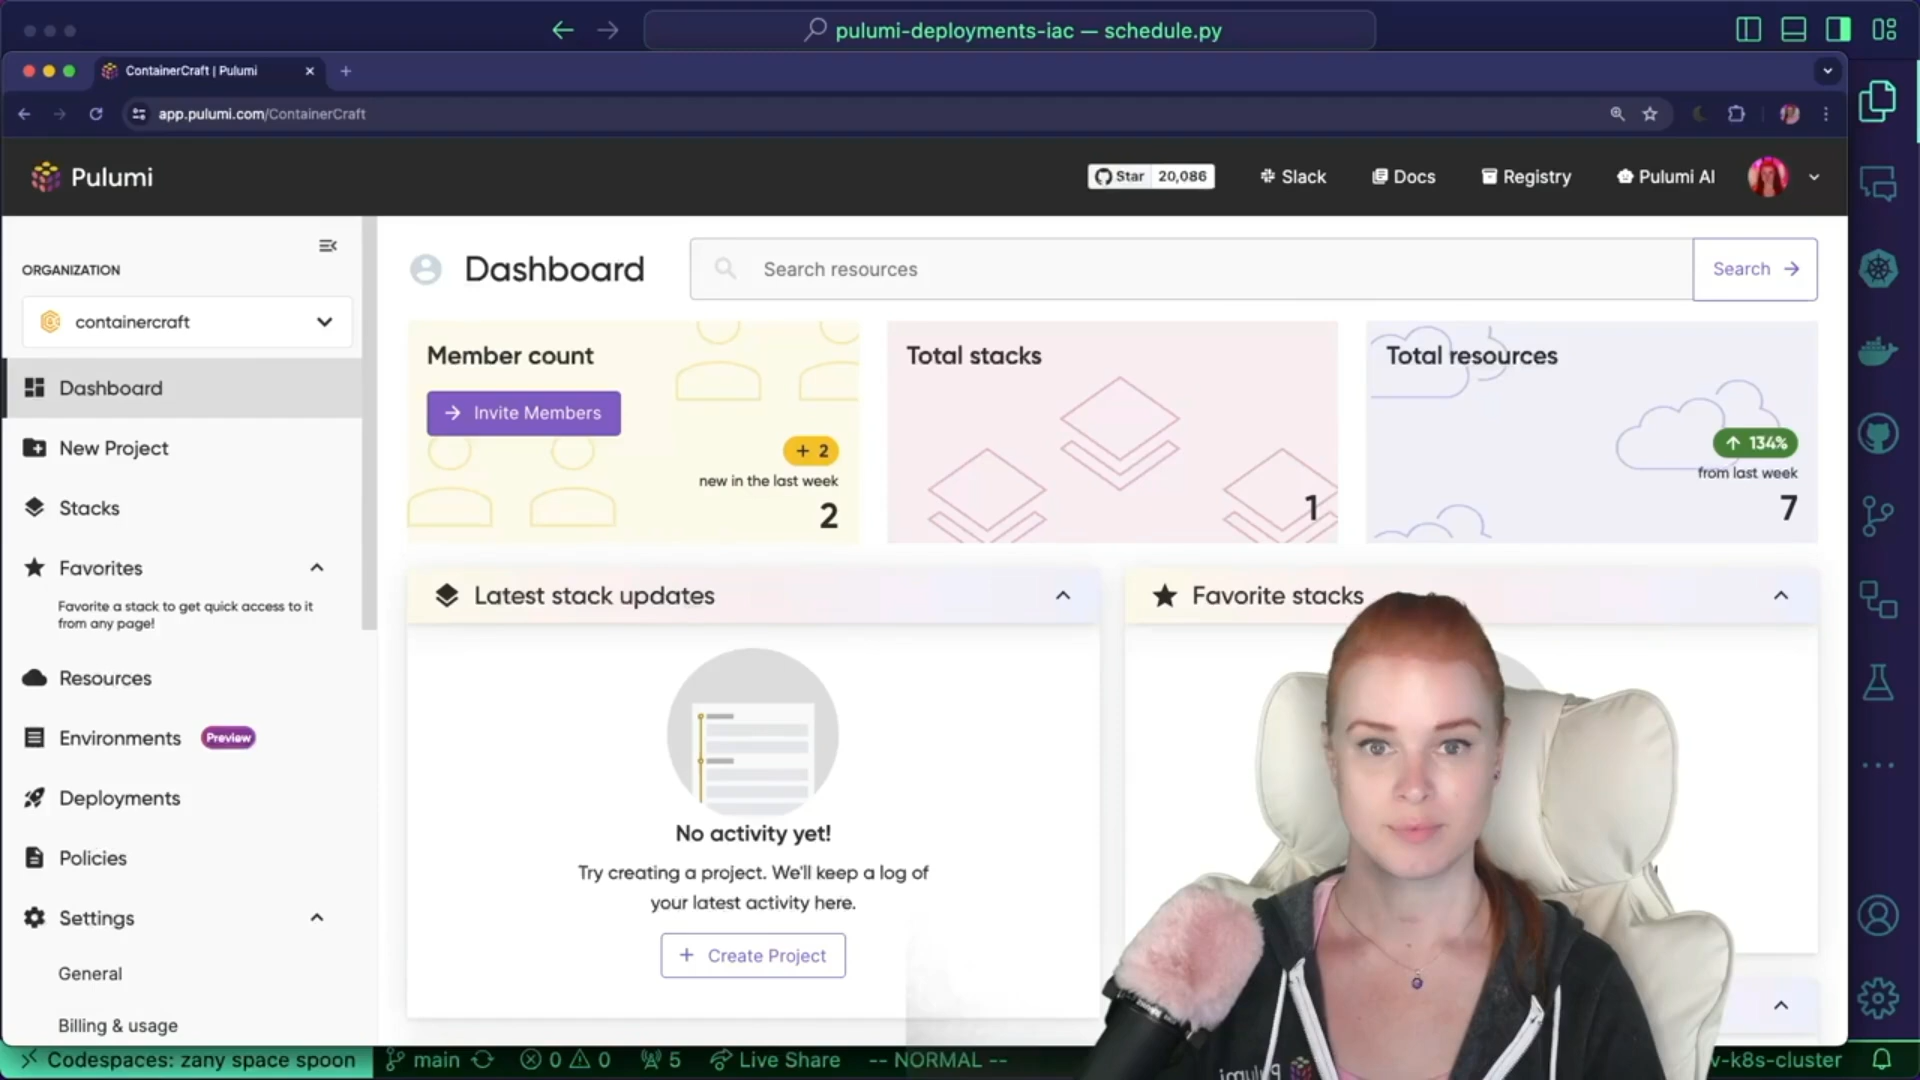 pulumi-deployments-iac — schedule.py
ContainerCraft | Pulumi
app.pulumi.com/ContainerCraft
Pulumi
Star 20,086
Slack
Docs
Registry
Pulumi AI
ORGANIZATION
containercraft
Dashboard
New Project
Stacks
Favorites
Favorite a stack to get quick access to it
from any page!
Resources
Environments Preview
Deployments
Policies
Settings
General
Billing & usage
Dashboard
Search resources
Search
Member count
Invite Members
+ 2
new in the last week
2
Total stacks
1
Total resources
134%
from last week
7
Latest stack updates
No activity yet!
Try creating a project. We'll keep a log of
your latest activity here.
+ Create Project
Favorite stacks
Pulumi
Codespaces: zany space spoon
main
0
0
5
Live Share
-- NORMAL --
v-k8s-cluster